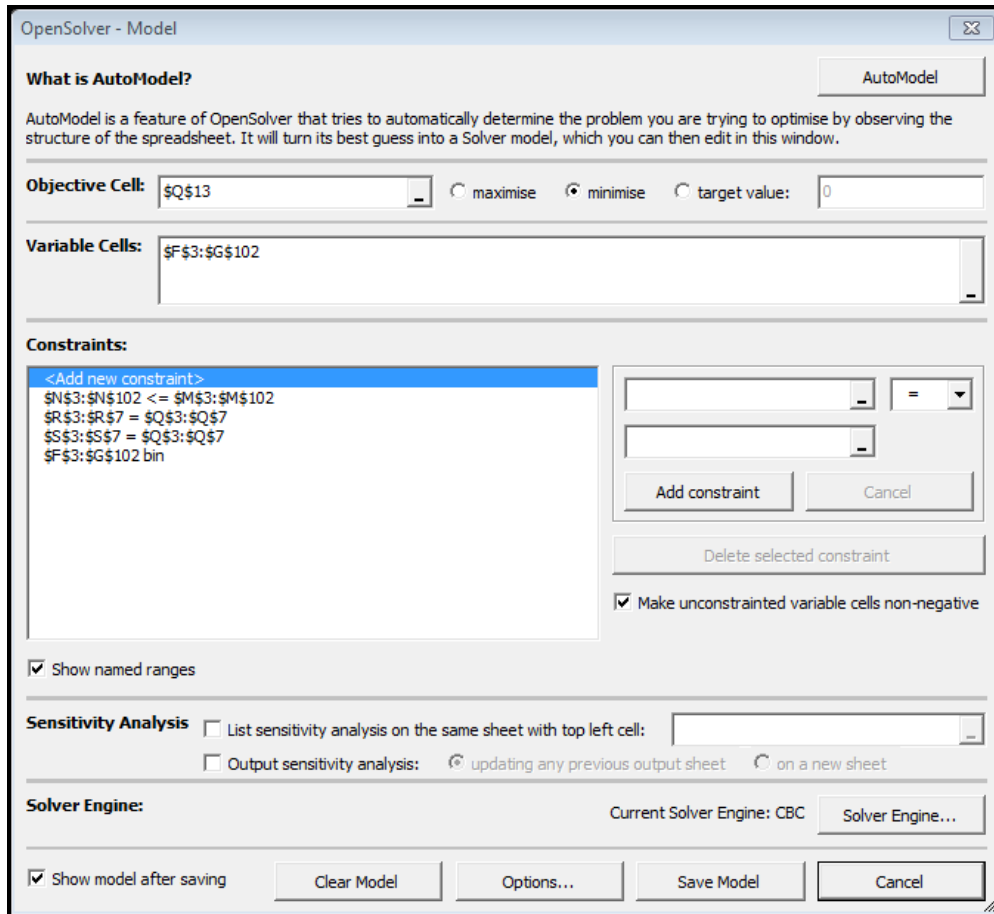 OpenSolver - Model
What is AutoModel?
AutoModel
AutoModel is a feature of OpenSolver that tries to automatically determine the problem you are trying to optimise by observing the
structure of the spreadsheet. It will turn its best guess into a Solver model, which you can then edit in this window.
Objective Cell: $Q$13 _ maximise minimise target value: 0
Variable Cells: $F$3:$G$102 _
Constraints:
<Add new constraint>
$N$3:$N$102 <= $M$3:$M$102
$R$3:$R$7 = $Q$3:$Q$7
$S$3:$S$7 = $Q$3:$Q$7
$F$3:$G$102 bin
_ =
_
Add constraint Cancel
Delete selected constraint
Make unconstrainted variable cells non-negative
Show named ranges
Sensitivity Analysis List sensitivity analysis on the same sheet with top left cell: _
Output sensitivity analysis: updating any previous output sheet on a new sheet
Solver Engine: Current Solver Engine: CBC Solver Engine...
Show model after saving Clear Model Options... Save Model Cancel